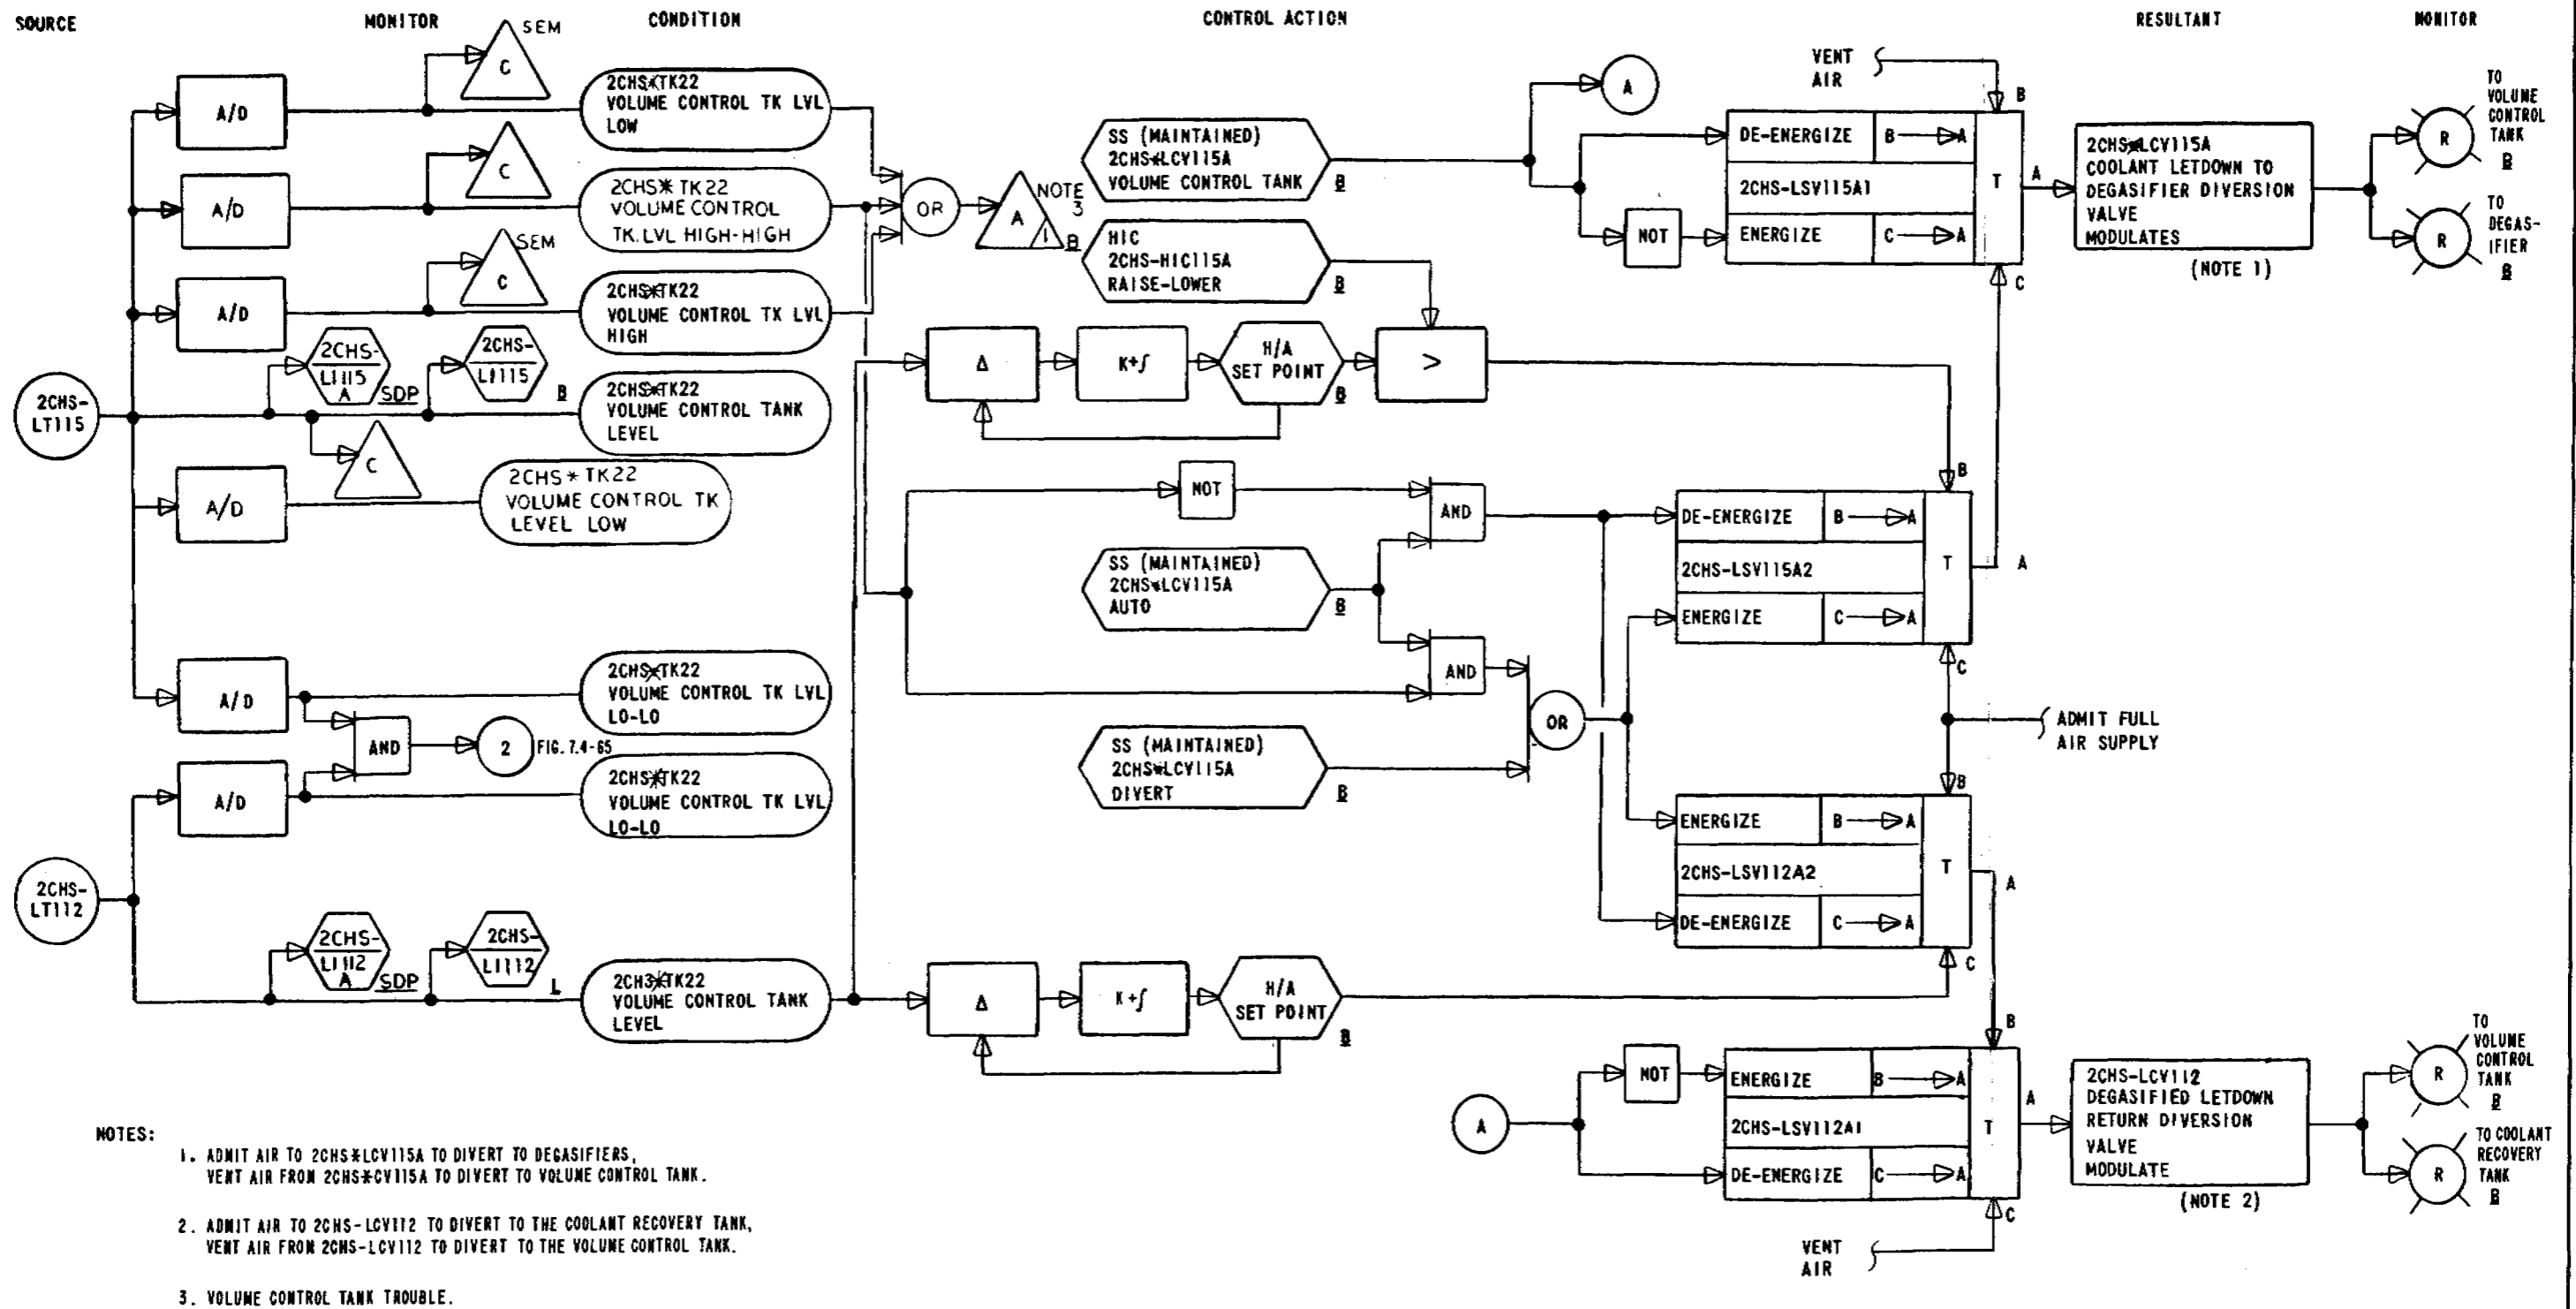 SOURCE
MONITOR
CONDITION
CONTROL ACTION
RESULTANT
MONITOR
SEM
C
A/D
2CHS*TK22
VOLUME CONTROL TK LVL
LOW
C
A/D
2CHS* TK22
VOLUME CONTROL
TK. LVL HIGH-HIGH
SEM
C
A/D
2CHS*TK22
VOLUME CONTROL TK LVL
HIGH
OR
A
1
NOTE
3
B
2CHS-
LT115
2CHS-
LI115
A
SDP
2CHS-
LI115
B
2CHS*TK22
VOLUME CONTROL TANK
LEVEL
C
A/D
2CHS* TK22
VOLUME CONTROL TK
LEVEL LOW
A/D
2CHS*TK22
VOLUME CONTROL TK LVL
LO-LO
AND
2
FIG. 7.4-65
A/D
2CHS*TK22
VOLUME CONTROL TK LVL
LO-LO
2CHS-
LT112
2CHS-
LI112
A
SDP
2CHS-
LI112
L
2CH3*TK22
VOLUME CONTROL TANK
LEVEL
SS (MAINTAINED)
2CHS*LCV115A
VOLUME CONTROL TANK
B
A
HIC
2CHS-HIC115A
RAISE-LOWER
B
Δ
K+∫
H/A
SET POINT
B
>
NOT
AND
SS (MAINTAINED)
2CHS*LCV115A
AUTO
B
AND
SS (MAINTAINED)
2CHS*LCV115A
DIVERT
B
OR
Δ
K+∫
H/A
SET POINT
B
VENT
AIR
B
DE-ENERGIZE
B
A
2CHS-LSV115A1
T
A
NOT
ENERGIZE
C
A
C
2CHS*LCV115A
COOLANT LETDOWN TO
DEGASIFIER DIVERSION
VALVE
MODULATES
(NOTE 1)
R
TO
VOLUME
CONTROL
TANK
B
R
TO
DEGAS-
IFIER
B
B
DE-ENERGIZE
B
A
2CHS-LSV115A2
T
A
ENERGIZE
C
A
C
ADMIT FULL
AIR SUPPLY
B
ENERGIZE
B
A
2CHS-LSV112A2
T
A
DE-ENERGIZE
C
A
C
A
NOT
B
ENERGIZE
B
A
2CHS-LSV112A1
T
A
DE-ENERGIZE
C
A
C
VENT
AIR
2CHS-LCV112
DEGASIFIED LETDOWN
RETURN DIVERSION
VALVE
MODULATE
(NOTE 2)
R
TO
VOLUME
CONTROL
TANK
B
R
TO COOLANT
RECOVERY
TANK
B
NOTES:
1. ADMIT AIR TO 2CHS*LCV115A TO DIVERT TO DEGASIFIERS,
VENT AIR FROM 2CHS*CV115A TO DIVERT TO VOLUME CONTROL TANK.
2. ADMIT AIR TO 2CHS-LCV112 TO DIVERT TO THE COOLANT RECOVERY TANK,
VENT AIR FROM 2CHS-LCV112 TO DIVERT TO THE VOLUME CONTROL TANK.
3. VOLUME CONTROL TANK TROUBLE.